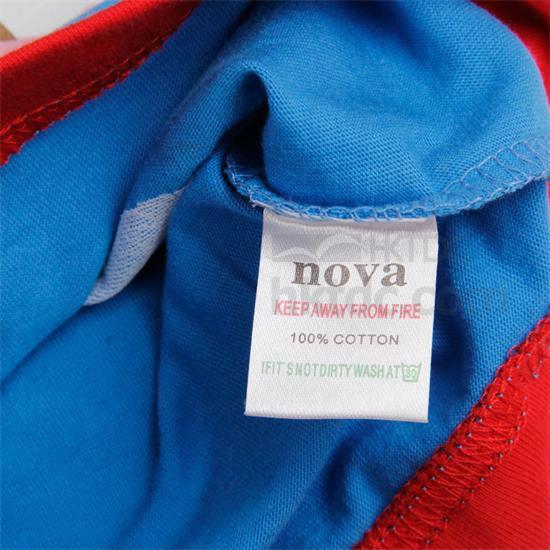 nova
KEEP AWAY FROM FIRE
100% COTTON
IF IT'S NOT DIRTY WASH AT 30